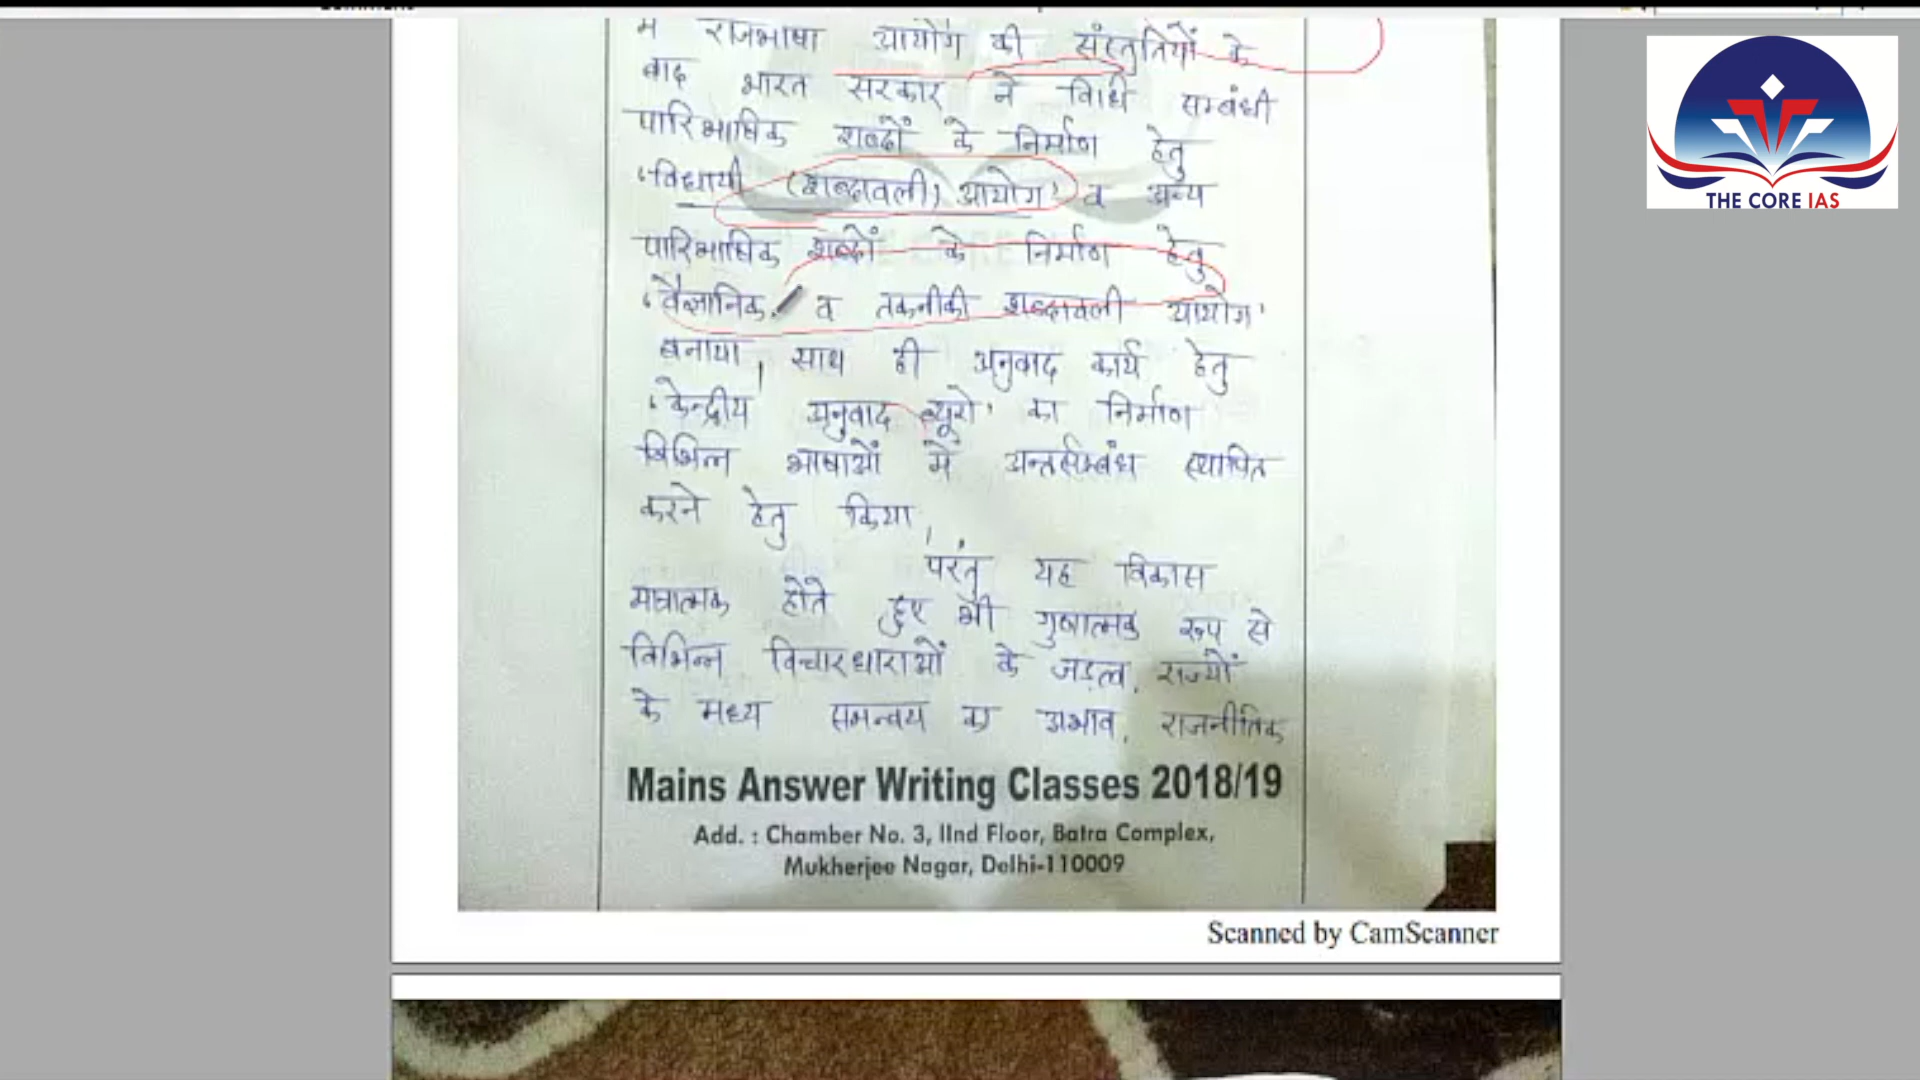 में राजभाषा आयोग की संस्तुतियों के
बाद भारत सरकार ने विधि सम्बंधी
पारिभाषिक शब्दों के निर्माण हेतु
'विधायी (शब्दावली) आयोग' व अन्य
पारिभाषिक शब्दों के निर्माण हेतु
'वैज्ञानिक व तकनीकी शब्दावली आयोग'
बनाया, साथ ही अनुवाद कार्य हेतु
'केन्द्रीय अनुवाद ब्यूरो' का निर्माण
विभिन्न भाषाओं में अन्तर्सम्बंध स्थापित
करने हेतु किया,
परंतु यह विकास
मात्रात्मक होते हुए भी गुणात्मक रूप से
विभिन्न विचारधाराओं के जड़त्व, राज्यों
के मध्य समन्वय का अभाव, राजनीतिक
Mains Answer Writing Classes 2018/19
Add. : Chamber No. 3, IInd Floor, Batra Complex,
Mukherjee Nagar, Delhi-110009
Scanned by CamScanner
THE CORE IAS